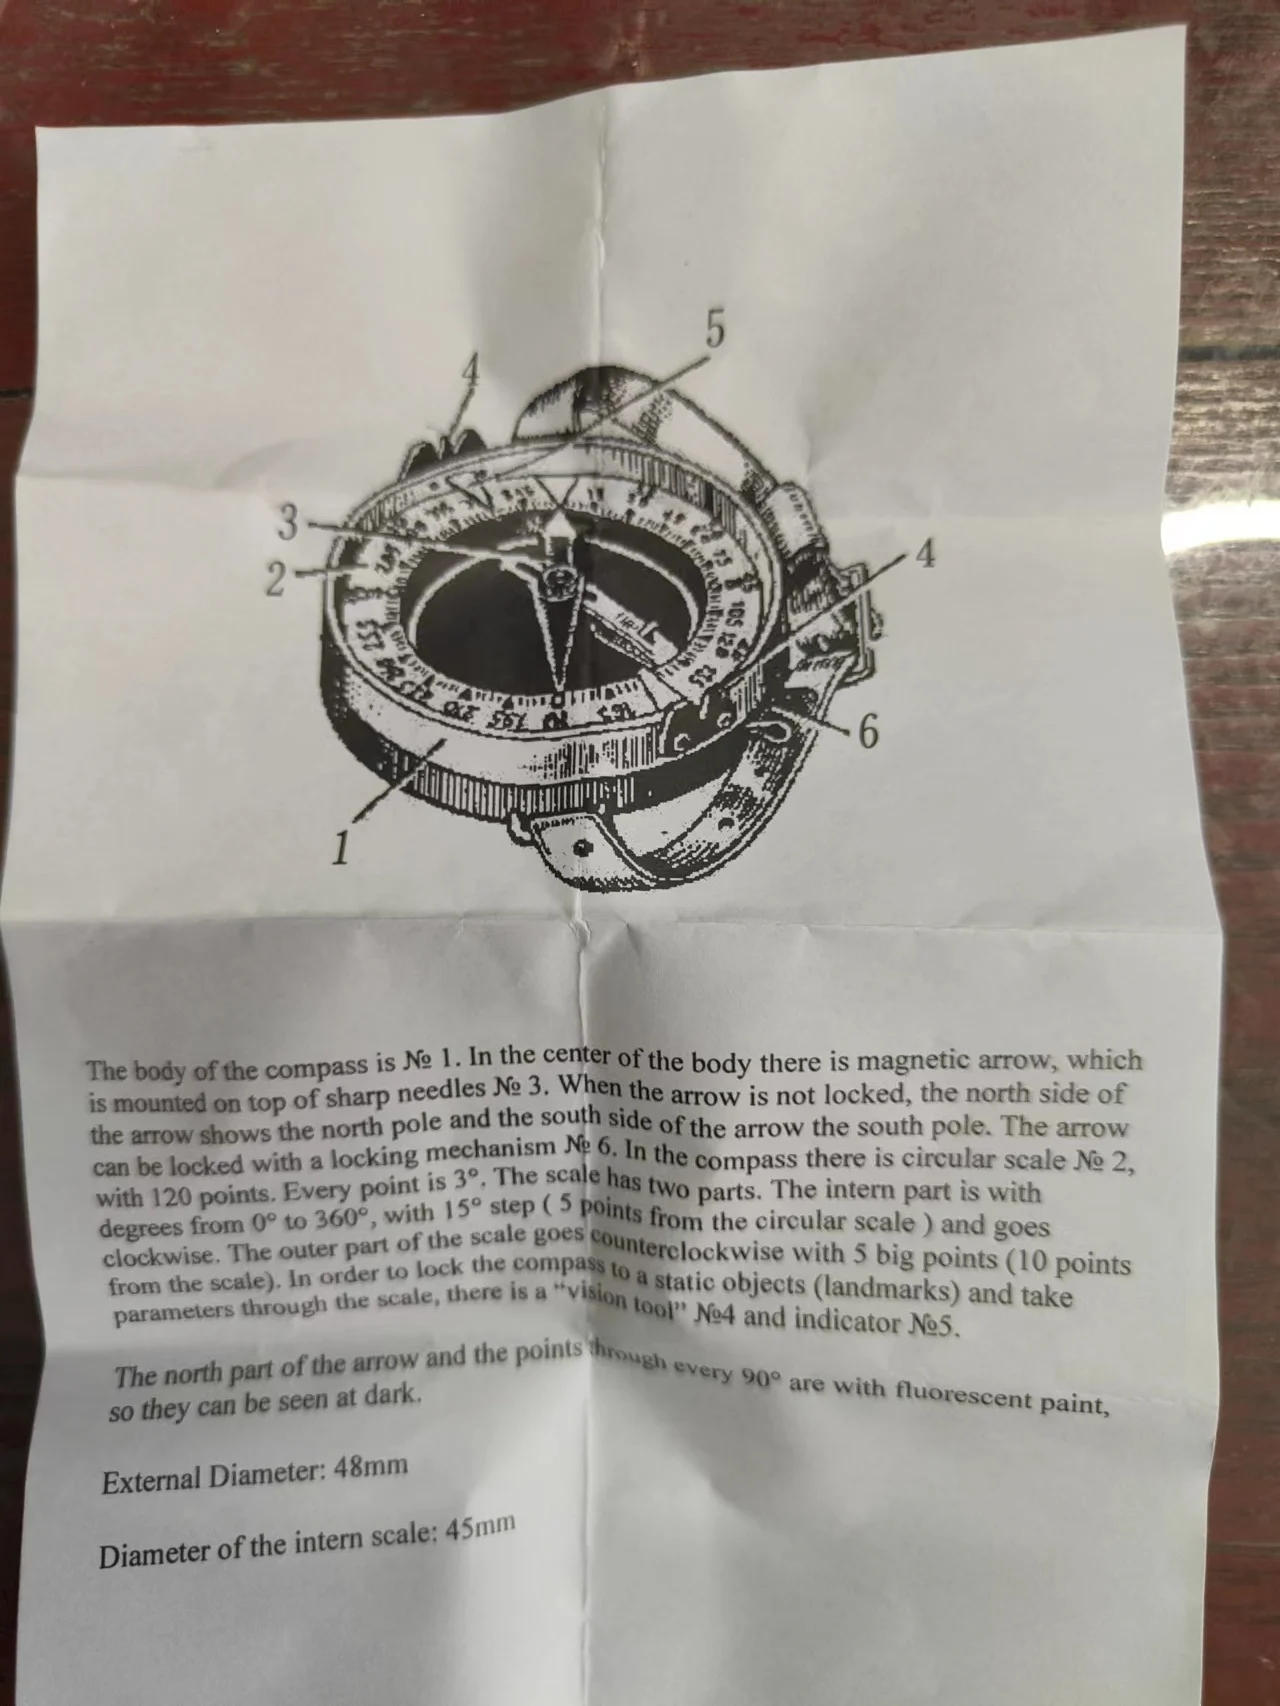 5
4
3
2
4
6
1
105
120
135
165
195
The body of the compass is № 1. In the center of the body there is magnetic arrow, which
is mounted on top of sharp needles № 3. When the arrow is not locked, the north side of
the arrow shows the north pole and the south side of the arrow the south pole. The arrow
can be locked with a locking mechanism № 6. In the compass there is circular scale № 2,
with 120 points. Every point is 3°. The scale has two parts. The intern part is with
degrees from 0° to 360°, with 15° step ( 5 points from the circular scale ) and goes
clockwise. The outer part of the scale goes counterclockwise with 5 big points (10 points
from the scale). In order to lock the compass to a static objects (landmarks) and take
parameters through the scale, there is a “vision tool” №4 and indicator №5.
The north part of the arrow and the points through every 90° are with fluorescent paint,
so they can be seen at dark.
External Diameter: 48mm
Diameter of the intern scale: 45mm